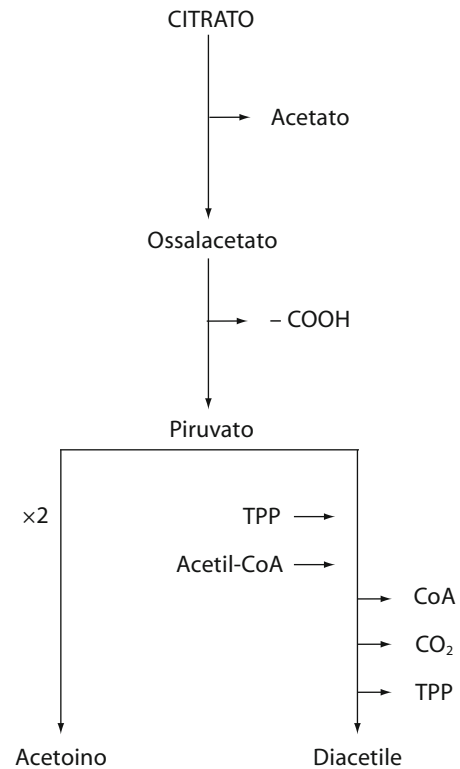 CITRATO
Acetato
Ossalacetato
– COOH
Piruvato
×2
TPP
Acetil-CoA
CoA
CO₂
TPP
Acetoino
Diacetile